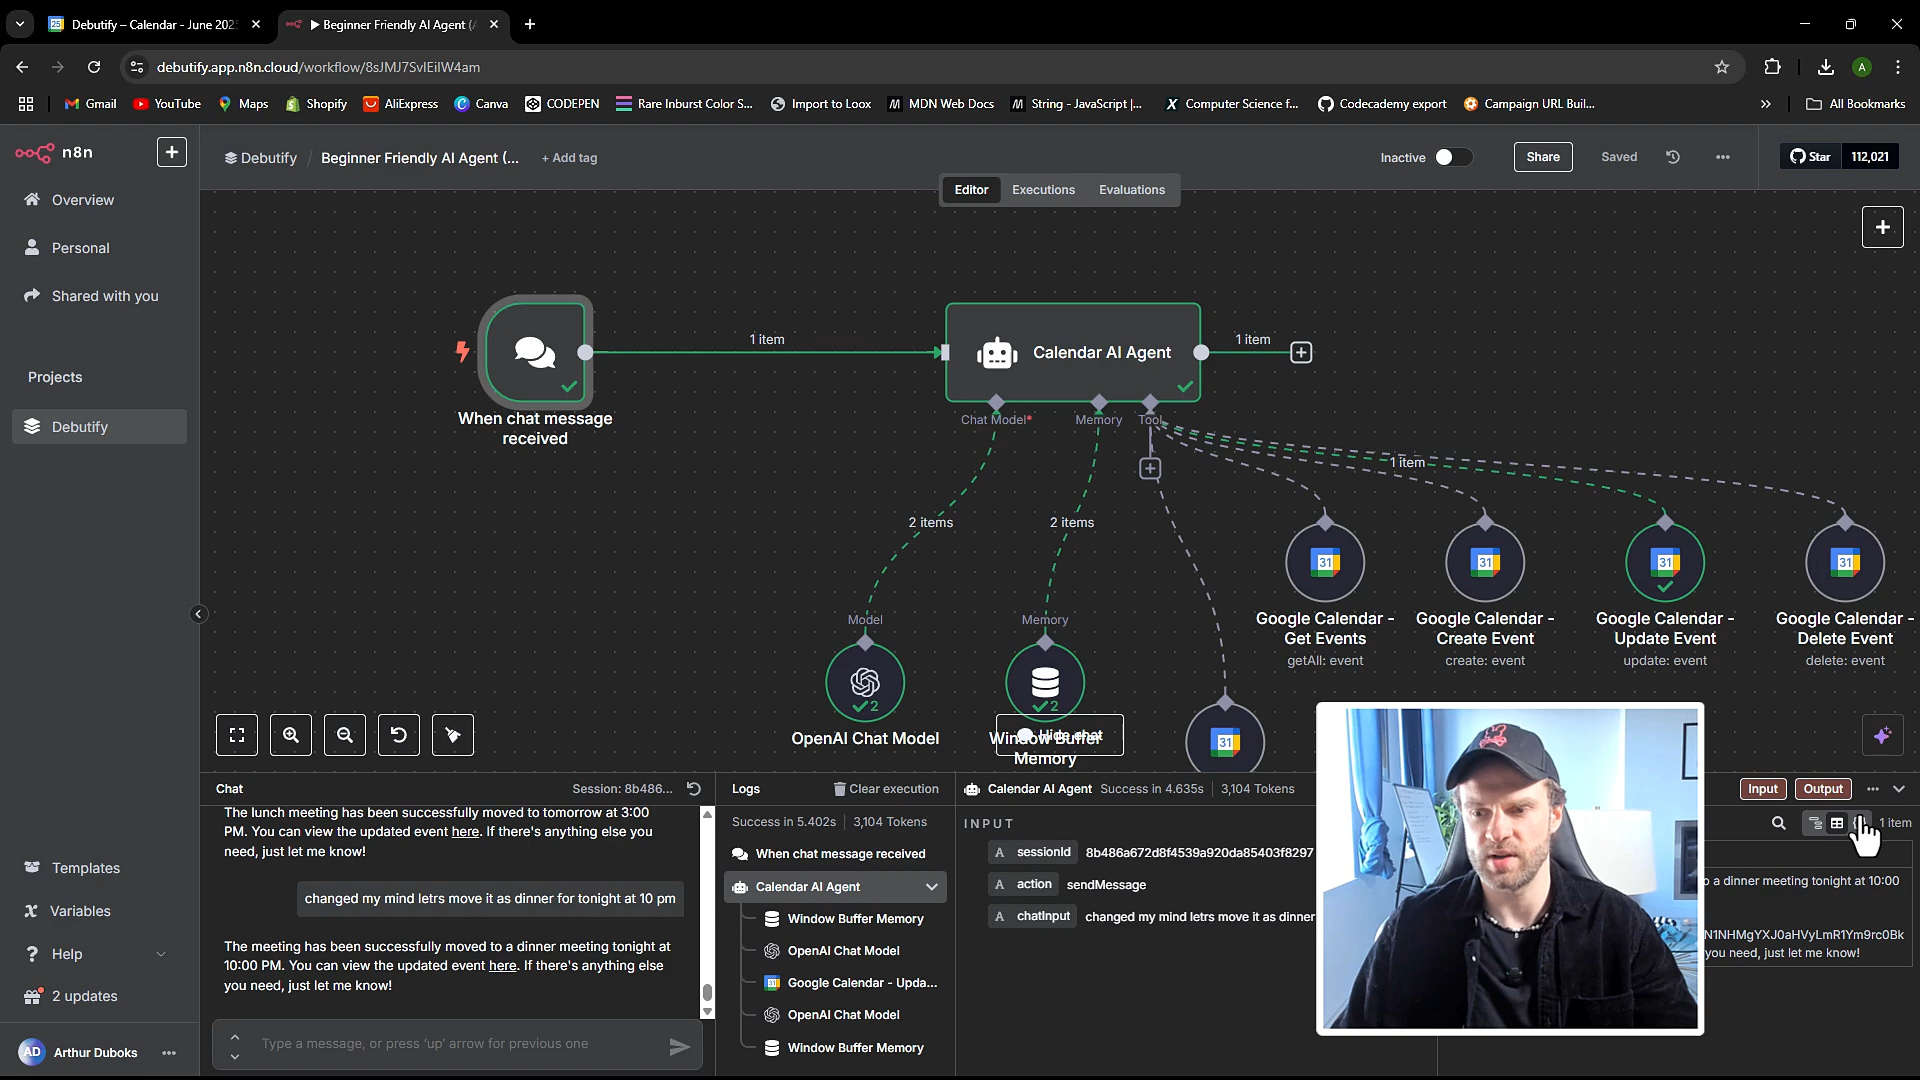 Debutify – Calendar - June 202
▶ Beginner Friendly AI Agent (
debutify.app.n8n.cloud/workflow/8sJMJ7SvlEilW4am
A
Gmail
YouTube
Maps
Shopify
AliExpress
Canva
CODEPEN
Rare Inburst Color S...
Import to Loox
MDN Web Docs
String - JavaScript |...
Computer Science f...
Codecademy export
Campaign URL Buil...
»
All Bookmarks
n8n
Debutify / Beginner Friendly AI Agent (...
+ Add tag
Inactive
Share
Saved
Star
112,021
Editor
Executions
Evaluations
Overview
Personal
Shared with you
Projects
Debutify
Templates
Variables
Help
2 updates
AD
Arthur Duboks
1 item
Calendar AI Agent
1 item
When chat message
received
Chat Model*
Memory
Tool
1 item
2 items
2 items
31
31
31
31
Model
Memory
Google Calendar -
Get Events
getAll: event
Google Calendar -
Create Event
create: event
Google Calendar -
Update Event
update: event
Google Calendar -
Delete Event
delete: event
2
2
OpenAI Chat Model
Window Buffer
Memory
Hide chat
31
Chat
Session: 8b486...
The lunch meeting has been successfully moved to tomorrow at 3:00
PM. You can view the updated event here. If there's anything else you
need, just let me know!
changed my mind letrs move it as dinner for tonight at 10 pm
The meeting has been successfully moved to a dinner meeting tonight at
10:00 PM. You can view the updated event here. If there's anything else
you need, just let me know!
Type a message, or press 'up' arrow for previous one
Logs
Clear execution
Success in 5.402s
3,104 Tokens
When chat message received
Calendar AI Agent
Window Buffer Memory
OpenAI Chat Model
Google Calendar - Upda...
OpenAI Chat Model
Window Buffer Memory
Calendar AI Agent
Success in 4.635s
3,104 Tokens
Input
Output
INPUT
A sessionId 8b486a672d8f4539a920da85403f8297
A action sendMessage
A chatInput changed my mind letrs move it as dinner
1 item
o a dinner meeting tonight at 10:00
N1NHMgYXJ0aHVyLmR1Ym9rc0Bk
you need, just let me know!